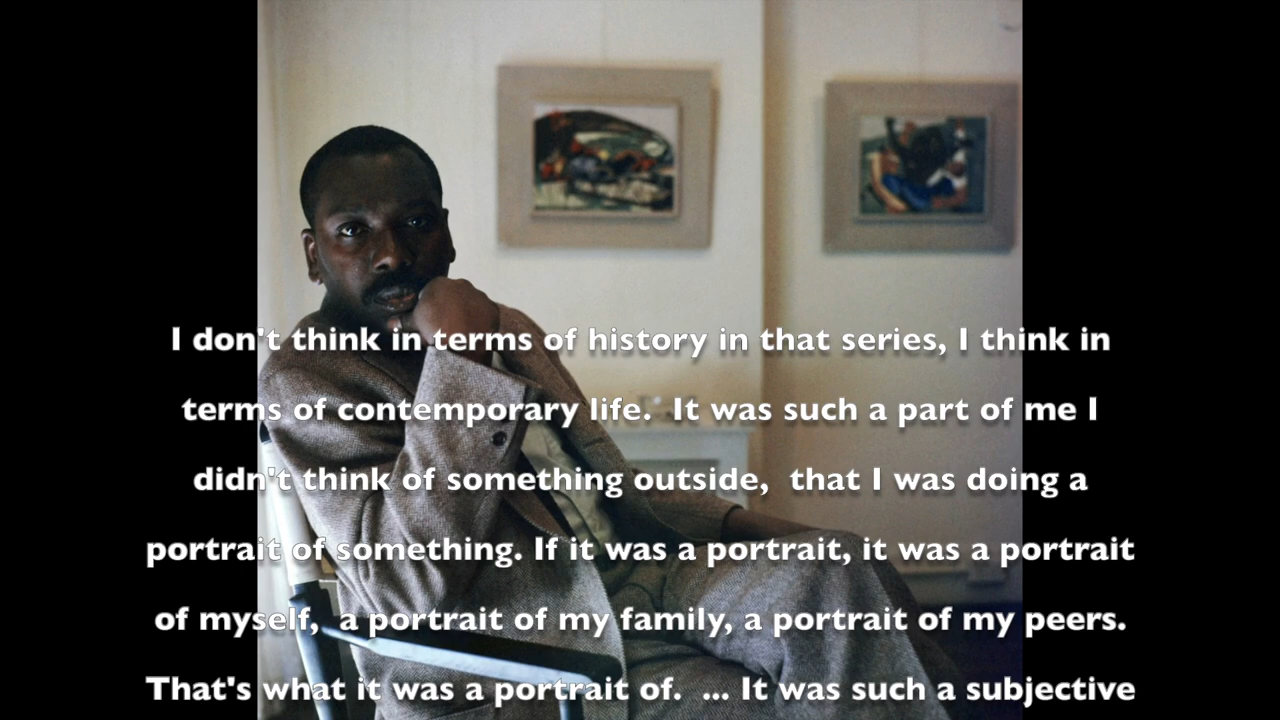 I don't think in terms of history in that series, I think in
terms of contemporary life.  It was such a part of me I
didn't think of something outside,  that I was doing a
portrait of something. If it was a portrait, it was a portrait
of myself,  a portrait of my family, a portrait of my peers.
That's what it was a portrait of.  ... It was such a subjective